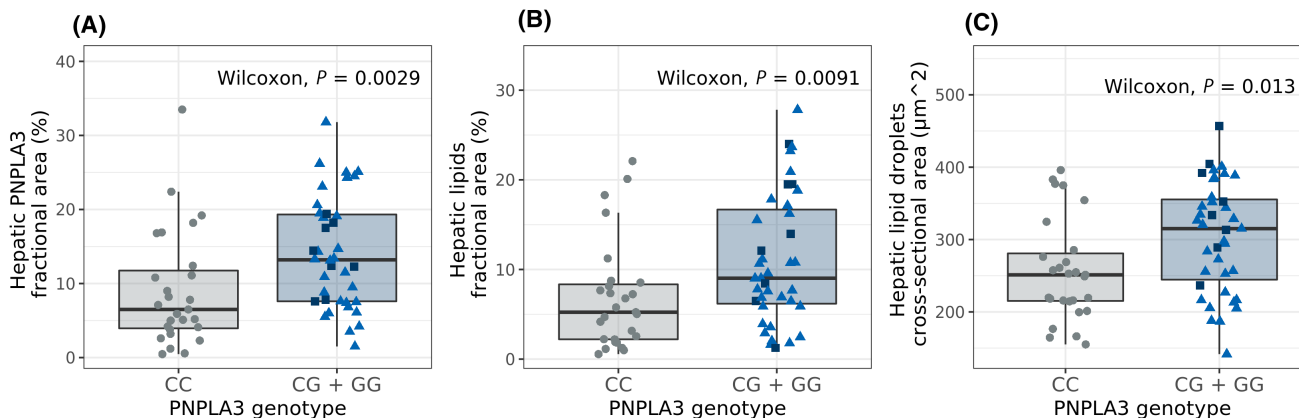 (A)
Hepatic PNPLA3
fractional area (%)
40
30
20
10
0
Wilcoxon, P = 0.0029
CC
CG + GG
PNPLA3 genotype
(B)
Hepatic lipids
fractional area (%)
30
20
10
0
Wilcoxon, P = 0.0091
CC
CG + GG
PNPLA3 genotype
(C)
Hepatic lipid droplets
cross-sectional area (µm^2)
500
400
300
200
Wilcoxon, P = 0.013
CC
CG + GG
PNPLA3 genotype